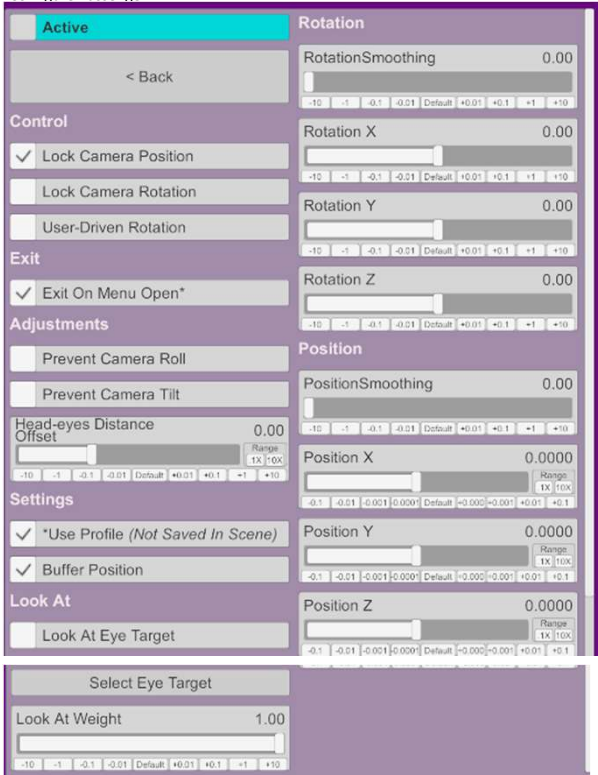 Active
< Back
Control
Lock Camera Position
Lock Camera Rotation
User-Driven Rotation
Exit
Exit On Menu Open*
Adjustments
Prevent Camera Roll
Prevent Camera Tilt
Head-eyes Distance
Offset 0.00
Range
1X 10X
-10 -1 -0.1 -0.01 Default +0.01 +0.1 +1 +10
Settings
*Use Profile (Not Saved In Scene)
Buffer Position
Look At
Look At Eye Target
Select Eye Target
Look At Weight 1.00
-10 -1 -0.1 -0.01 Default +0.01 +0.1 +1 +10
Rotation
RotationSmoothing 0.00
-10 -1 -0.1 -0.01 Default +0.01 +0.1 +1 +10
Rotation X 0.00
-10 -1 -0.1 -0.01 Default +0.01 +0.1 +1 +10
Rotation Y 0.00
-10 -1 -0.1 -0.01 Default +0.01 +0.1 +1 +10
Rotation Z 0.00
-10 -1 -0.1 -0.01 Default +0.01 +0.1 +1 +10
Position
PositionSmoothing 0.00
-10 -1 -0.1 -0.01 Default +0.01 +0.1 +1 +10
Position X 0.0000
Range
1X 10X
-0.1 -0.01 -0.001 -0.0001 Default +0.000 +0.001 +0.01 +0.1
Position Y 0.0000
Range
1X 10X
-0.1 -0.01 -0.001 -0.0001 Default +0.000 +0.001 +0.01 +0.1
Position Z 0.0000
Range
1X 10X
-0.1 -0.01 -0.001 -0.0001 Default +0.000 +0.001 +0.01 +0.1